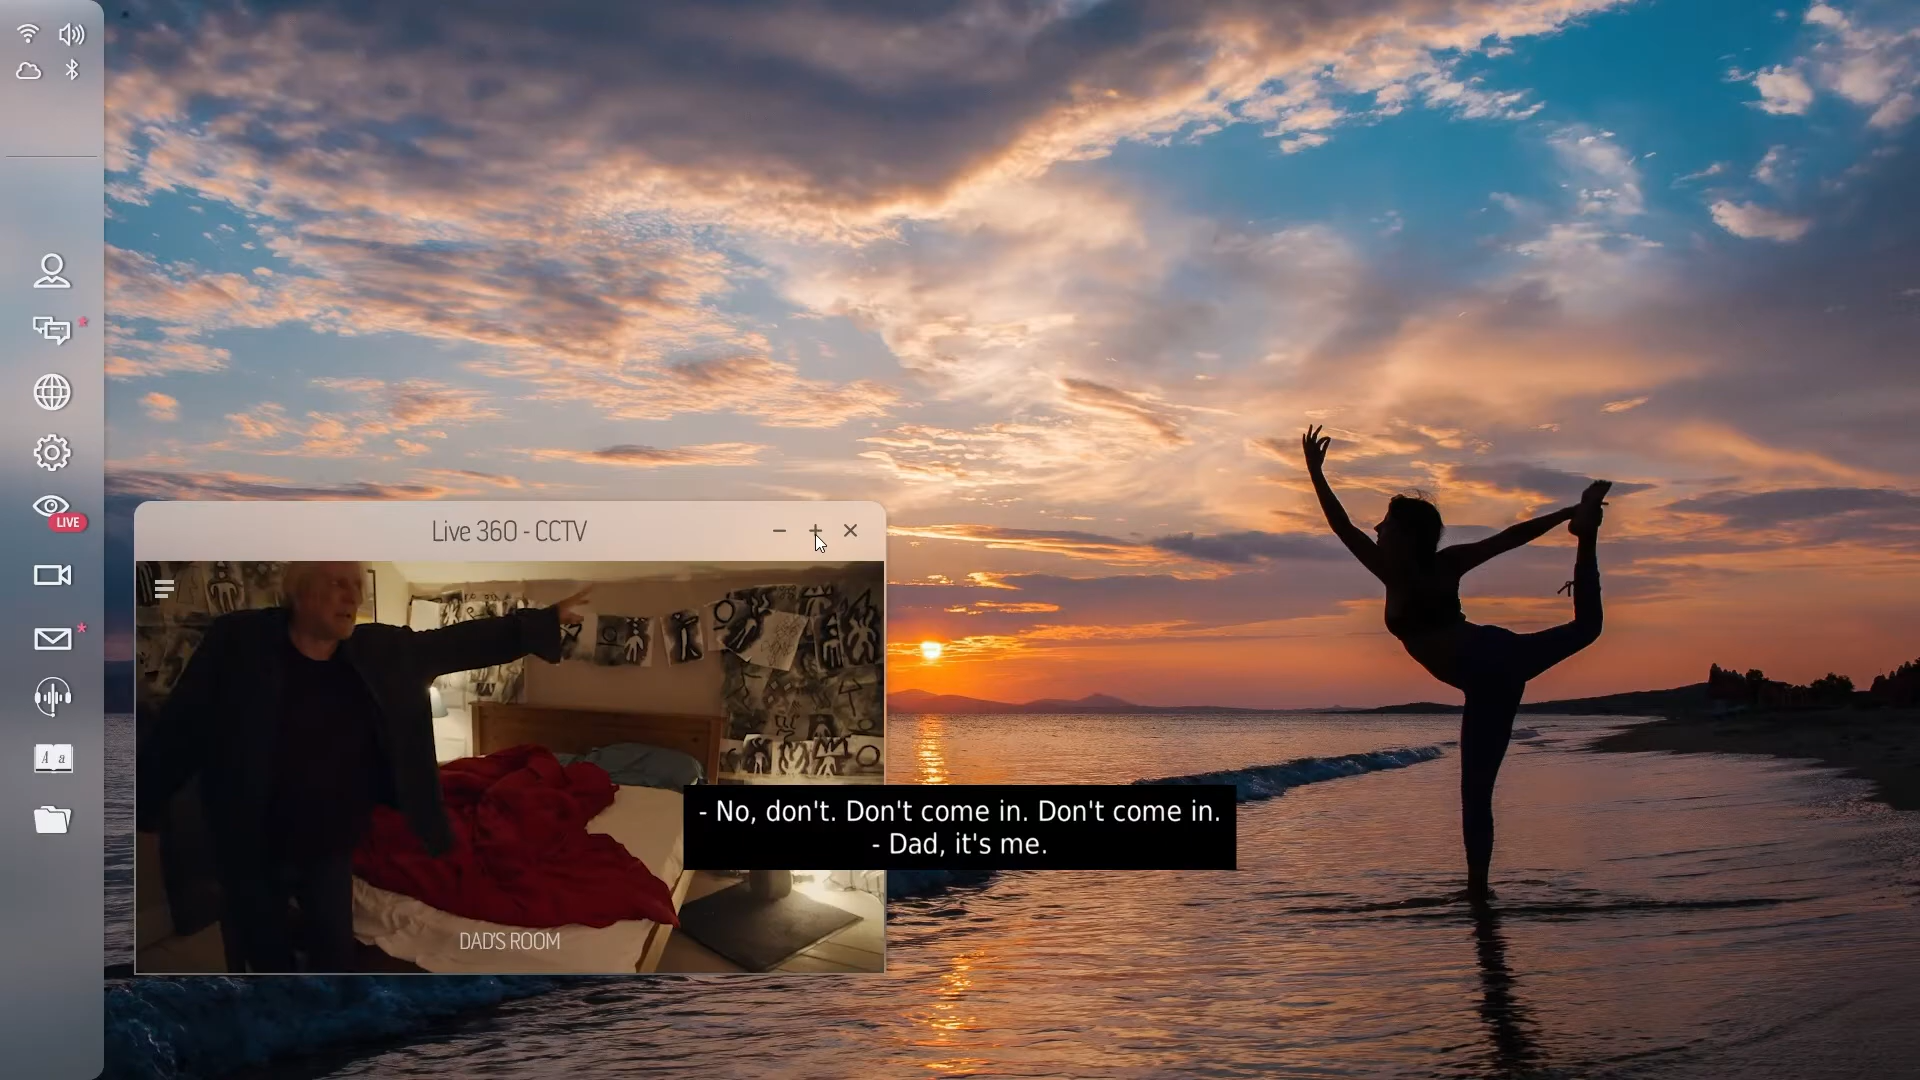 LIVE
Live 360 - CCTV
A a
- No, don't. Don't come in. Don't come in.
- Dad, it's me.
DAD'S ROOM